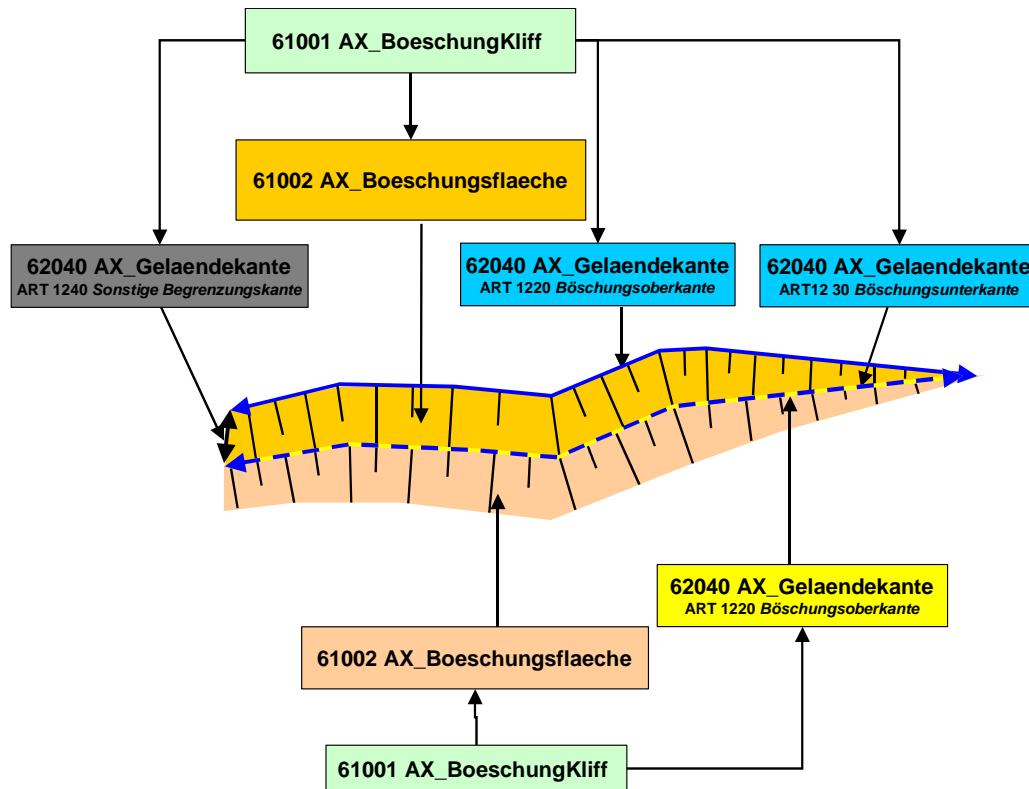 61001 AX_BoeschungKliff
61002 AX_Boeschungsflaeche
62040 AX_Gelaendekante
ART 1240 Sonstige Begrenzungskante
62040 AX_Gelaendekante
ART 1220 Böschungsoberkante
62040 AX_Gelaendekante
ART12 30 Böschungsunterkante
62040 AX_Gelaendekante
ART 1220 Böschungsoberkante
61002 AX_Boeschungsflaeche
61001 AX_BoeschungKliff